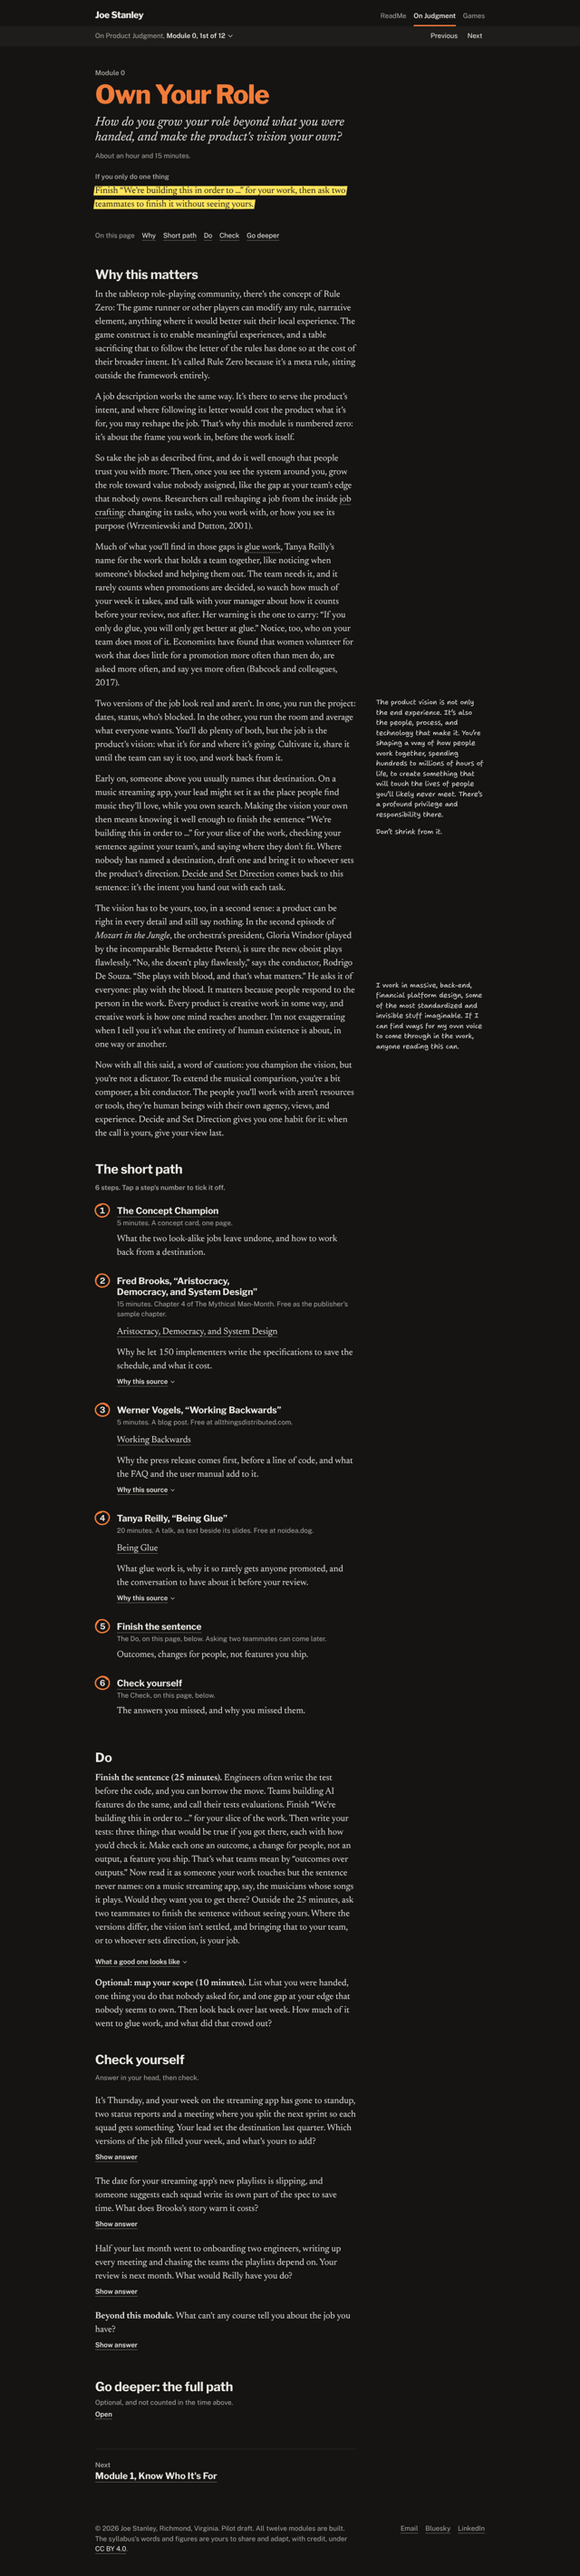 Joe Stanley
ReadMe On Judgment Games
On Product Judgment, Module 0, 1st of 12
Previous Next
Module 0
Own Your Role
How do you grow your role beyond what you were
handed, and make the product's vision your own?
About an hour and 15 minutes.
If you only do one thing
Finish “We’re building this in order to ...” for your work, then ask two
teammates to finish it without seeing yours.
On this page Why Short path Do Check Go deeper
Why this matters
In the tabletop role-playing community, there’s the concept of Rule
Zero: The game runner or other players can modify any rule, narrative
element, anything where it would better suit their local experience. The
game construct is to enable meaningful experiences, and a table
sacrificing that to follow the letter of the rules has done so at the cost of
their broader intent. It’s called Rule Zero because it’s a meta rule, sitting
outside the framework entirely.
A job description works the same way. It’s there to serve the product’s
intent, and where following its letter would cost the product what it’s
for, you may reshape the job. That’s why this module is numbered zero:
it’s about the frame you work in, before the work itself.
So take the job as described first, and do it well enough that people
trust you with more. Then, once you see the system around you, grow
the role toward value nobody assigned, like the gap at your team’s edge
that nobody owns. Researchers call reshaping a job from the inside job
crafting: changing its tasks, who you work with, or how you see its
purpose (Wrzesniewski and Dutton, 2001).
Much of what you’ll find in those gaps is glue work, Tanya Reilly’s
name for the work that holds a team together, like noticing when
someone’s blocked and helping them out. The team needs it, and it
rarely counts when promotions are decided, so watch how much of
your week it takes, and talk with your manager about how it counts
before your review, not after. Her warning is the one to carry: “If you
only do glue, you will only get better at glue.” Notice, too, who on your
team does most of it. Economists have found that women volunteer for
work that does little for a promotion more often than men do, are
asked more often, and say yes more often (Babcock and colleagues,
2017).
Two versions of the job look real and aren’t. In one, you run the project:
dates, status, who’s blocked. In the other, you run the room and average
what everyone wants. You’ll do plenty of both, but the job is the
product’s vision: what it’s for and where it’s going. Cultivate it, share it
until the team can say it too, and work back from it.
The product vision is not only
the end experience. It’s also
the people, process, and
technology that make it. You’re
shaping a way of how people
work together, spending
hundreds to millions of hours of
life, to create something that
will touch the lives of people
you’ll likely never meet. There’s
a profound privilege and
responsibility there.
Don’t shrink from it.
Early on, someone above you usually names that destination. On a
music streaming app, your lead might set it as the place people find
music they’ll love, while you own search. Making the vision your own
then means knowing it well enough to finish the sentence “We’re
building this in order to ...” for your slice of the work, checking your
sentence against your team’s, and saying where they don’t fit. Where
nobody has named a destination, draft one and bring it to whoever sets
the product’s direction. Decide and Set Direction comes back to this
sentence: it’s the intent you hand out with each task.
The vision has to be yours, too, in a second sense: a product can be
right in every detail and still say nothing. In the second episode of
Mozart in the Jungle, the orchestra’s president, Gloria Windsor (played
by the incomparable Bernadette Peters), is sure the new oboist plays
flawlessly. “No, she doesn’t play flawlessly,” says the conductor, Rodrigo
De Souza. “She plays with blood, and that’s what matters.” He asks it of
everyone: play with the blood. It matters because people respond to the
person in the work. Every product is creative work in some way, and
creative work is how one mind reaches another. I’m not exaggerating
when I tell you it’s what the entirety of human existence is about, in
one way or another.
I work in massive, back-end,
financial platform design, some
of the most standardized and
invisible stuff imaginable. If I
can find ways for my own voice
to come through in the work,
anyone reading this can.
Now with all this said, a word of caution: you champion the vision, but
you’re not a dictator. To extend the musical comparison, you’re a bit
composer, a bit conductor. The people you’ll work with aren’t resources
or tools, they’re human beings with their own agency, views, and
experience. Decide and Set Direction gives you one habit for it: when
the call is yours, give your view last.
The short path
6 steps. Tap a step’s number to tick it off.
1 The Concept Champion
5 minutes. A concept card, one page.
What the two look-alike jobs leave undone, and how to work
back from a destination.
2 Fred Brooks, “Aristocracy,
Democracy, and System Design”
15 minutes. Chapter 4 of The Mythical Man-Month. Free as the publisher’s
sample chapter.
Aristocracy, Democracy, and System Design
Why he let 150 implementers write the specifications to save the
schedule, and what it cost.
Why this source
3 Werner Vogels, “Working Backwards”
5 minutes. A blog post. Free at allthingsdistributed.com.
Working Backwards
Why the press release comes first, before a line of code, and what
the FAQ and the user manual add to it.
Why this source
4 Tanya Reilly, “Being Glue”
20 minutes. A talk, as text beside its slides. Free at noidea.dog.
Being Glue
What glue work is, why it so rarely gets anyone promoted, and
the conversation to have about it before your review.
Why this source
5 Finish the sentence
The Do, on this page, below. Asking two teammates can come later.
Outcomes, changes for people, not features you ship.
6 Check yourself
The Check, on this page, below.
The answers you missed, and why you missed them.
Do
Finish the sentence (25 minutes). Engineers often write the test
before the code, and you can borrow the move. Teams building AI
features do the same, and call their tests evaluations. Finish “We’re
building this in order to ...” for your slice of the work. Then write your
tests: three things that would be true if you got there, each with how
you’d check it. Make each one an outcome, a change for people, not an
output, a feature you ship. That’s what teams mean by “outcomes over
outputs.” Now read it as someone your work touches but the sentence
never names: on a music streaming app, say, the musicians whose songs
it plays. Would they want you to get there? Outside the 25 minutes, ask
two teammates to finish the sentence without seeing yours. Where the
versions differ, the vision isn’t settled, and bringing that to your team,
or to whoever sets direction, is your job.
What a good one looks like
Optional: map your scope (10 minutes). List what you were handed,
one thing you do that nobody asked for, and one gap at your edge that
nobody seems to own. Then look back over last week. How much of it
went to glue work, and what did that crowd out?
Check yourself
Answer in your head, then check.
It’s Thursday, and your week on the streaming app has gone to standup,
two status reports and a meeting where you split the next sprint so each
squad gets something. Your lead set the destination last quarter. Which
versions of the job filled your week, and what’s yours to add?
Show answer
The date for your streaming app’s new playlists is slipping, and
someone suggests each squad write its own part of the spec to save
time. What does Brooks’s story warn it costs?
Show answer
Half your last month went to onboarding two engineers, writing up
every meeting and chasing the teams the playlists depend on. Your
review is next month. What would Reilly have you do?
Show answer
Beyond this module. What can’t any course tell you about the job you
have?
Show answer
Go deeper: the full path
Optional, and not counted in the time above.
Open
Next
Module 1, Know Who It’s For
© 2026 Joe Stanley, Richmond, Virginia. Pilot draft. All twelve modules are built.
The syllabus’s words and figures are yours to share and adapt, with credit, under
CC BY 4.0.
Email Bluesky LinkedIn